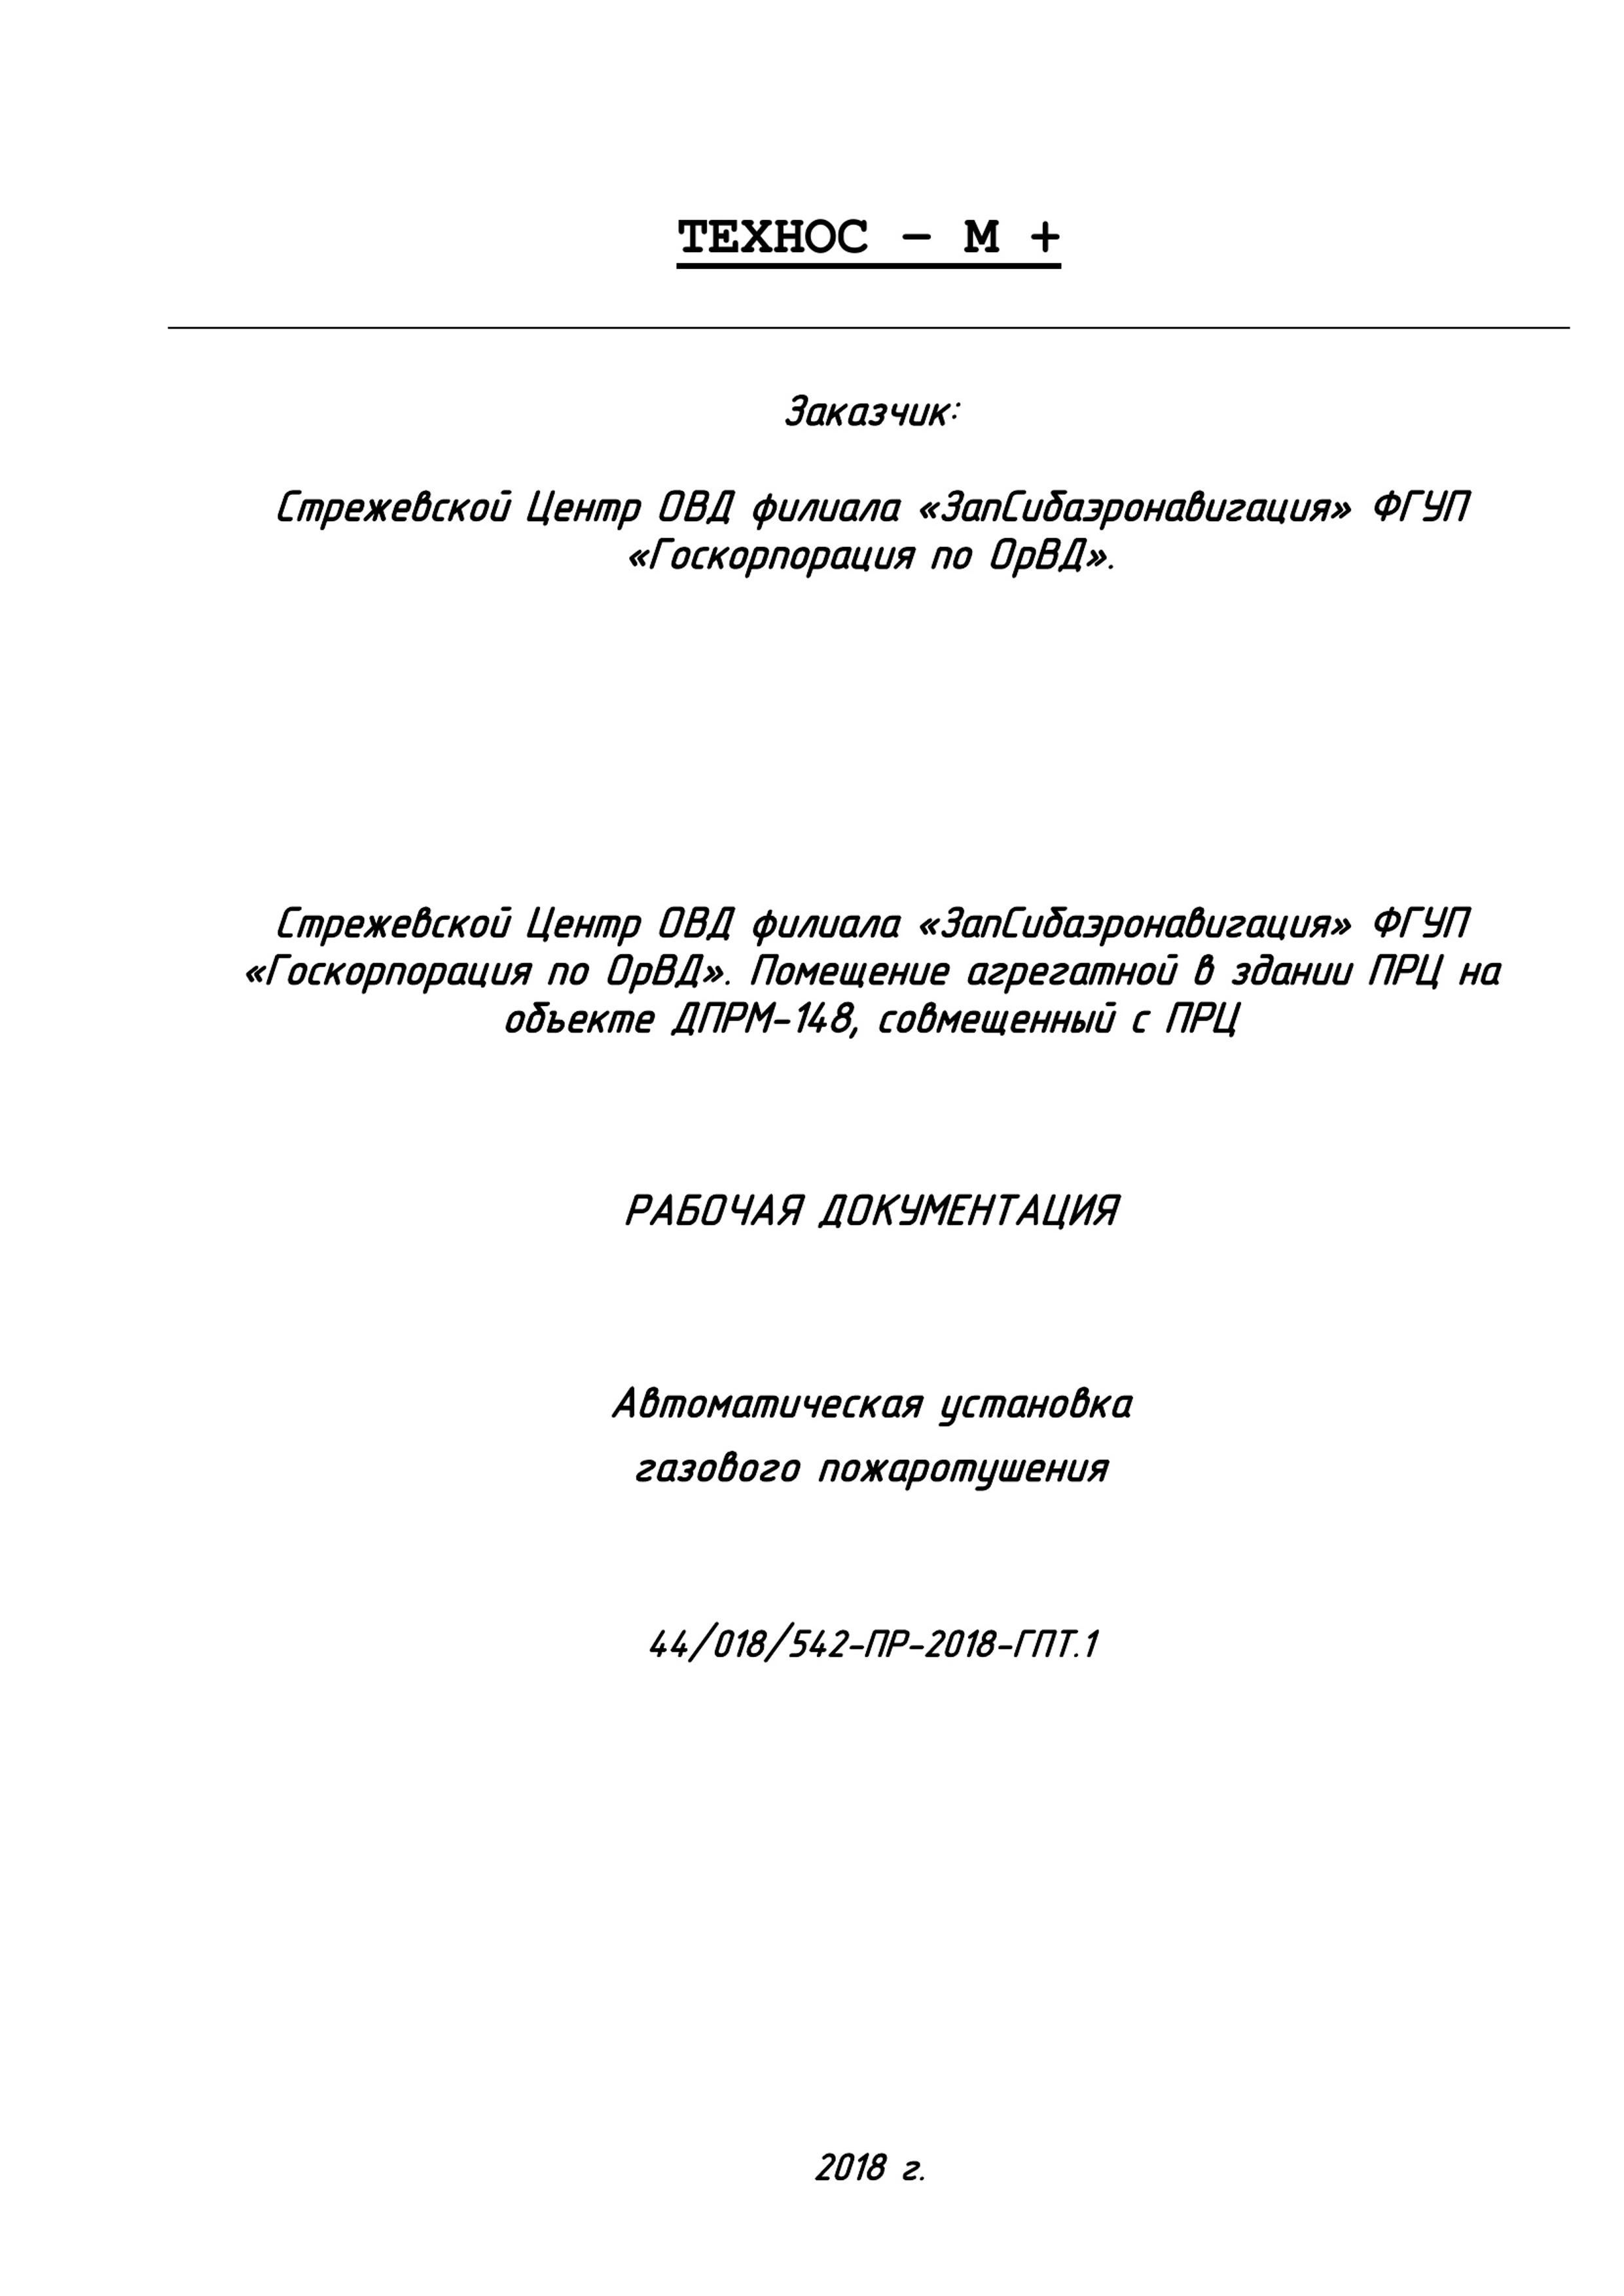 ТЕХНОС - М +
Заказчик:
Стрежевской Центр ОВД филиала «ЗапСибаэронавигация» ФГУП
«Госкорпорация по ОрВД».
Стрежевской Центр ОВД филиала «ЗапСибаэронавигация» ФГУП
«Госкорпорация по ОрВД». Помещение агрегатной в здании ПРЦ на
объекте ДПРМ-148, совмещенный с ПРЦ
РАБОЧАЯ ДОКУМЕНТАЦИЯ
Автоматическая установка
газового пожаротушения
44/018/542-ПР-2018-ГПТ.1
2018 г.